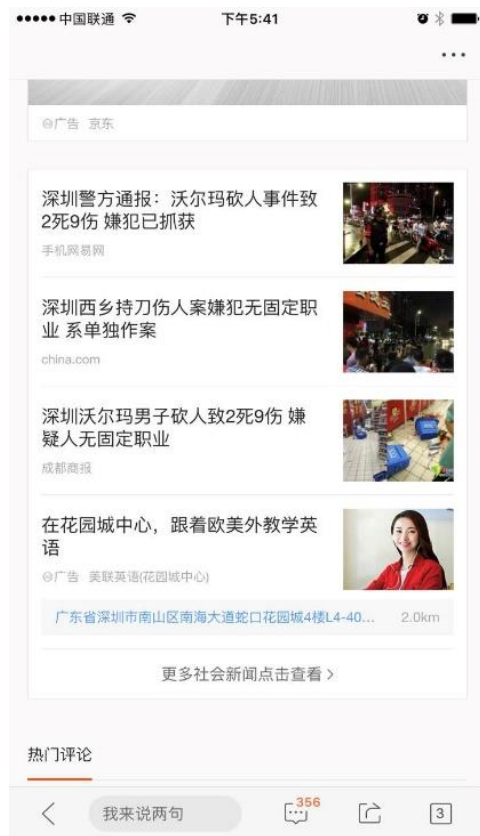 中国联通 下午5:41
广告 京东
深圳警方通报：沃尔玛砍人事件致
2死9伤 嫌犯已抓获
手机网易网
深圳西乡持刀伤人案嫌犯无固定职
业 系单独作案
china.com
深圳沃尔玛男子砍人致2死9伤 嫌
疑人无固定职业
成都商报
在花园城中心，跟着欧美外教学英
语
广告 美联英语(花园城中心)
广东省深圳市南山区南海大道蛇口花园城4楼L4-40... 2.0km
更多社会新闻点击查看
热门评论
我来说两句 356 3